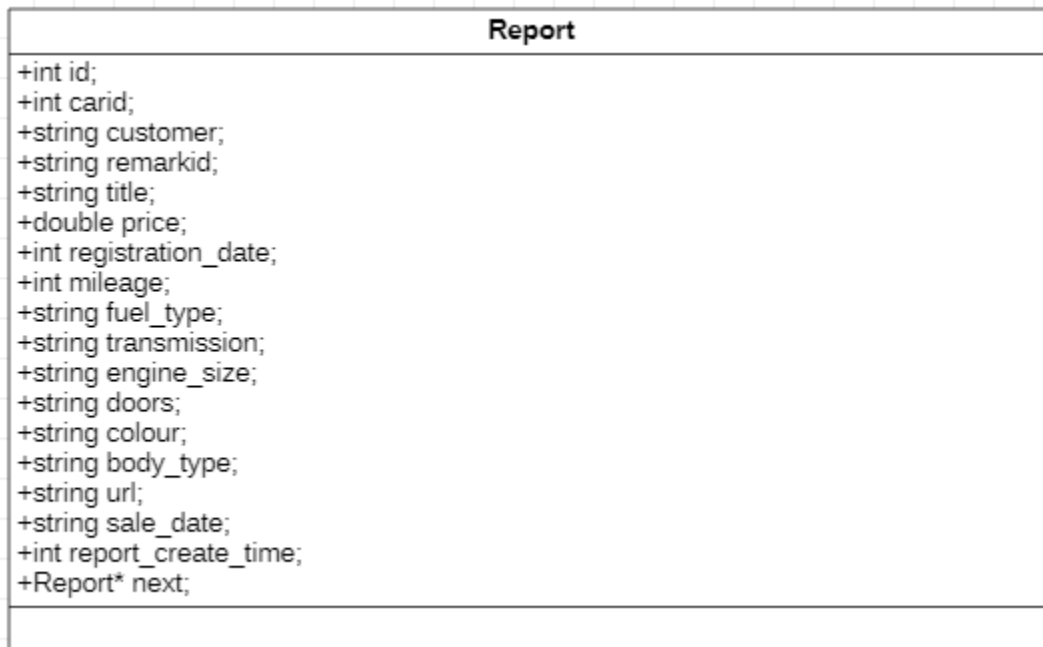 Report
+int id;
+int carid;
+string customer;
+string remarkid;
+string title;
+double price;
+int registration_date;
+int mileage;
+string fuel_type;
+string transmission;
+string engine_size;
+string doors;
+string colour;
+string body_type;
+string url;
+string sale_date;
+int report_create_time;
+Report* next;